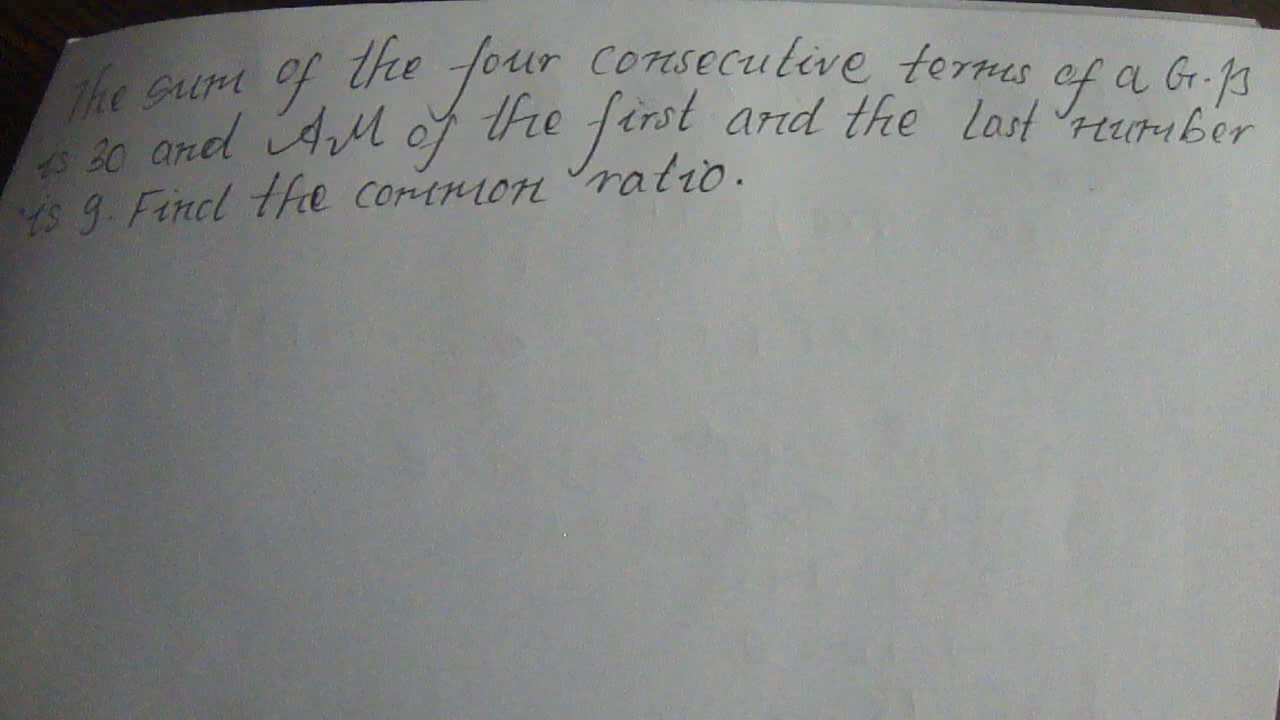 The sum of the four consecutive terms of a G.P
is 30 and AM of the first and the last number
is 9. Find the common ratio.